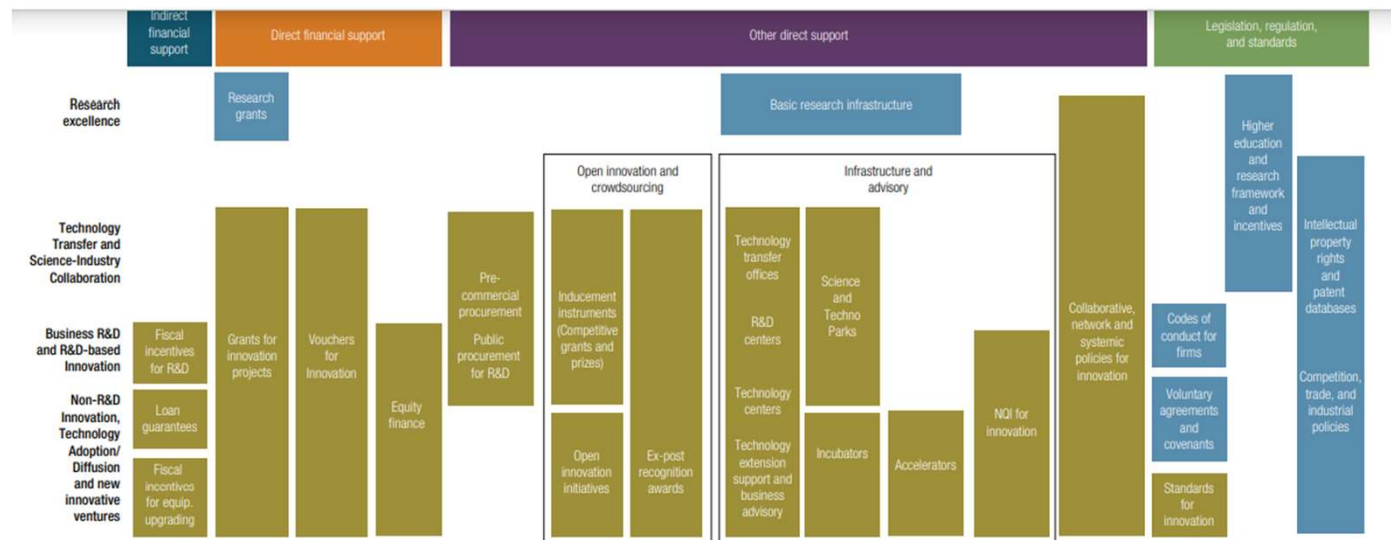 Indirect
financial
support
Direct financial support
Other direct support
Legislation, regulation,
and standards
Research
excellence
Research
grants
Basic research infrastructure
Higher
education
and
research
framework
and
incentives
Open innovation and
crowdsourcing
Infrastructure and
advisory
Technology
Transfer and
Science-Industry
Collaboration
Pre-
commercial
procurement
Public
procurement
for R&D
Inducement
instruments
(Competitive
grants and
prizes)
Technology
transfer
offices
R&D
centers
Technology
centers
Technology
extension
support and
business
advisory
Science
and
Techno
Parks
Collaborative,
network and
systemic
policies for
innovation
Intellectual
property
rights
and
patent
databases
Competition,
trade, and
industrial
policies
Business R&D
and R&D-based
Innovation
Fiscal
incentives
for R&D
Grants for
innovation
projects
Vouchers
for
Innovation
Equity
finance
Codes of
conduct for
firms
Non-R&D
Innovation,
Technology
Adoption/
Diffusion
and new
innovative
ventures
Loan
guarantees
Fiscal
incentives
for equip.
upgrading
Open
innovation
initiatives
Ex-post
recognition
awards
Incubators
Accelerators
NQI for
innovation
Voluntary
agreements
and
covenants
Standards
for
innovation